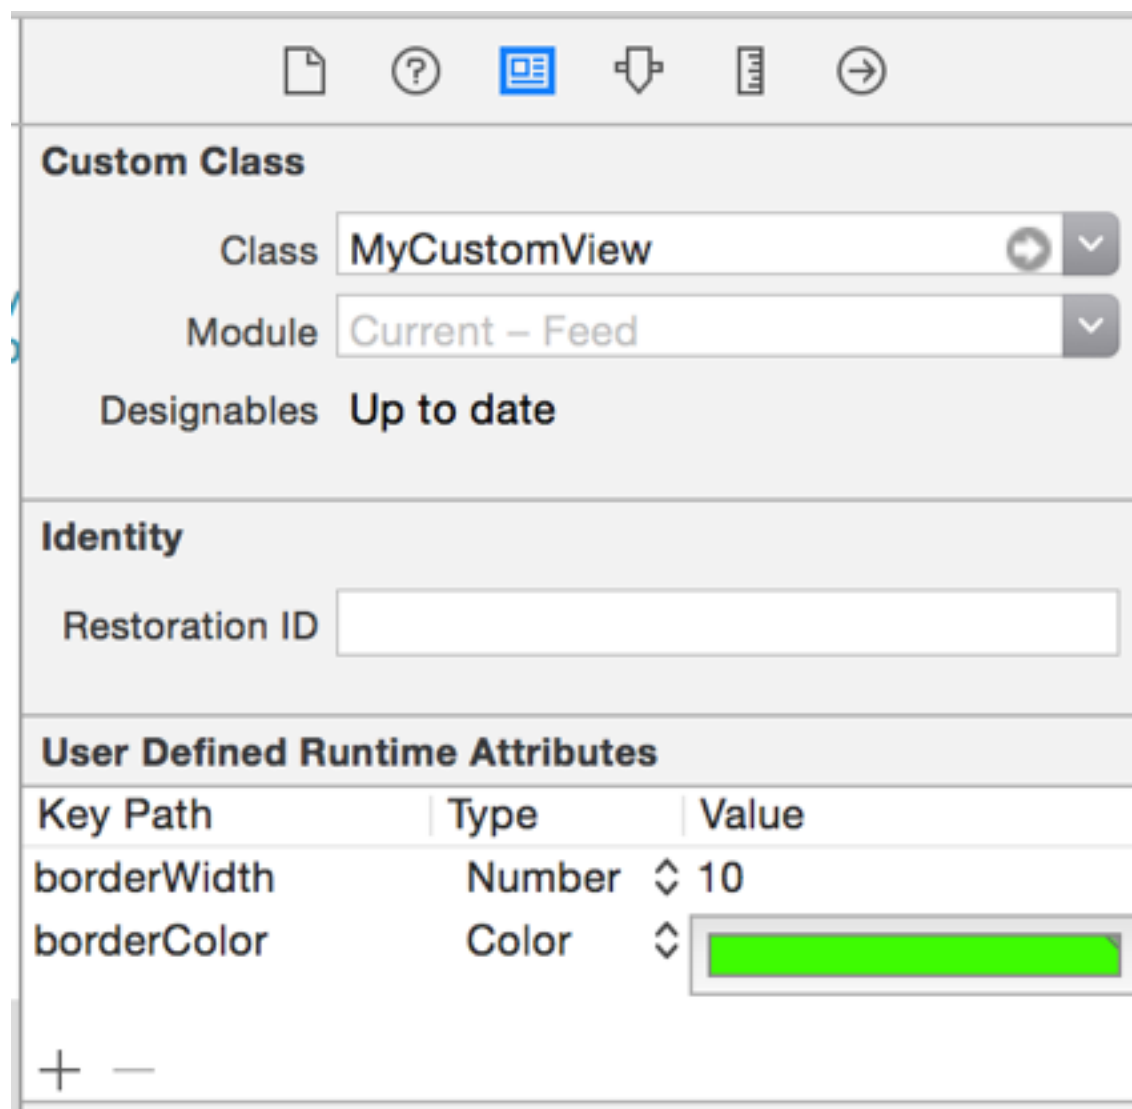 Custom Class
Class MyCustomView
Module Current – Feed
Designables Up to date
Identity
Restoration ID
User Defined Runtime Attributes
Key Path Type Value
borderWidth Number 10
borderColor Color